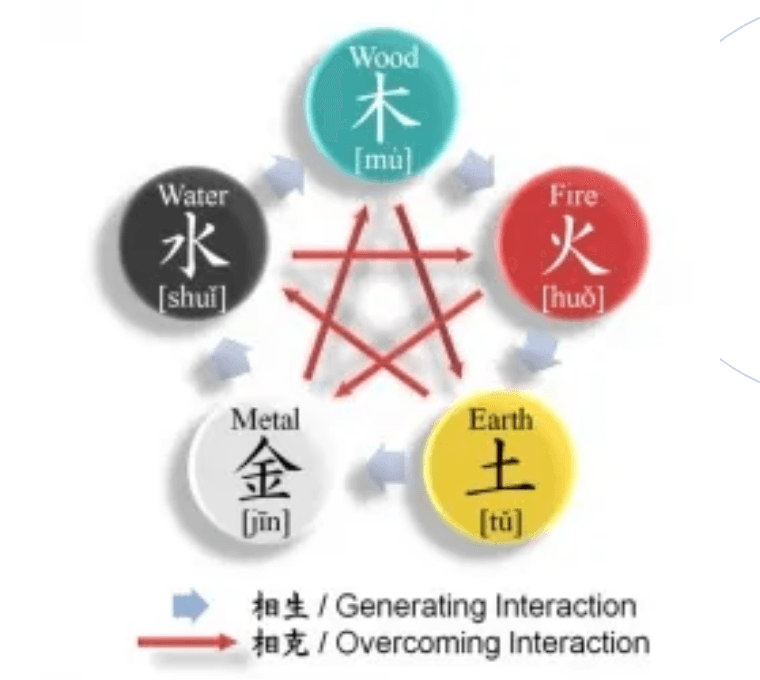 Wood
木
[mù]
Water
水
[shuǐ]
Fire
火
[huǒ]
Metal
金
[jīn]
Earth
土
[tǔ]
相生 / Generating Interaction
相克 / Overcoming Interaction